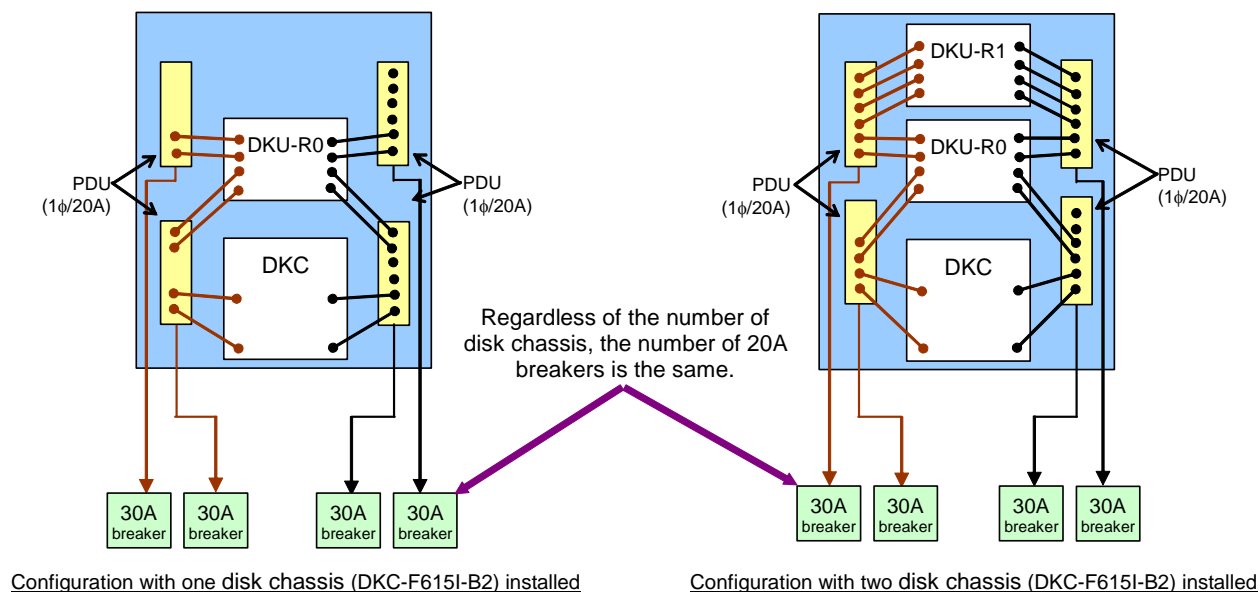 DKU-R0
PDU
(1ϕ/20A)
PDU
(1ϕ/20A)
DKC
30A
breaker
30A
breaker
30A
breaker
30A
breaker
Configuration with one disk chassis (DKC-F615I-B2) installed
Regardless of the number of
disk chassis, the number of 20A
breakers is the same.
DKU-R1
DKU-R0
PDU
(1ϕ/20A)
PDU
(1ϕ/20A)
DKC
30A
breaker
30A
breaker
30A
breaker
30A
breaker
Configuration with two disk chassis (DKC-F615I-B2) installed